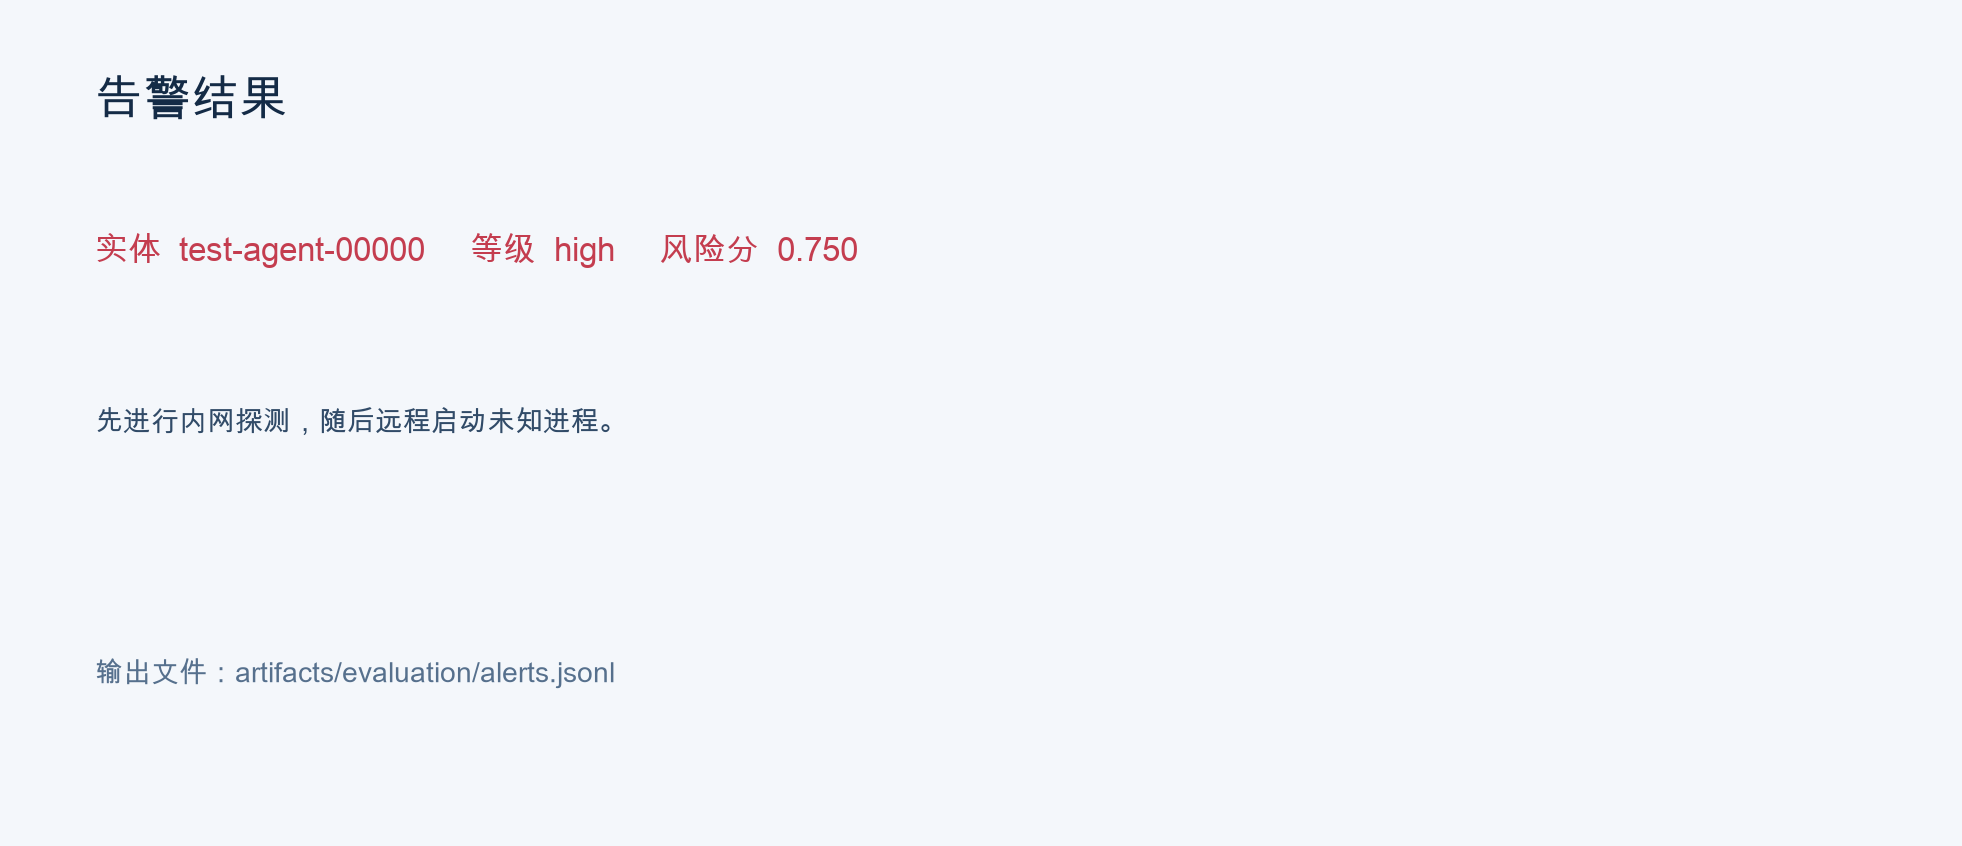 告警结果
实体 test-agent-00000 等级 high 风险分 0.750
先进行内网探测，随后远程启动未知进程。
输出文件：artifacts/evaluation/alerts.jsonl